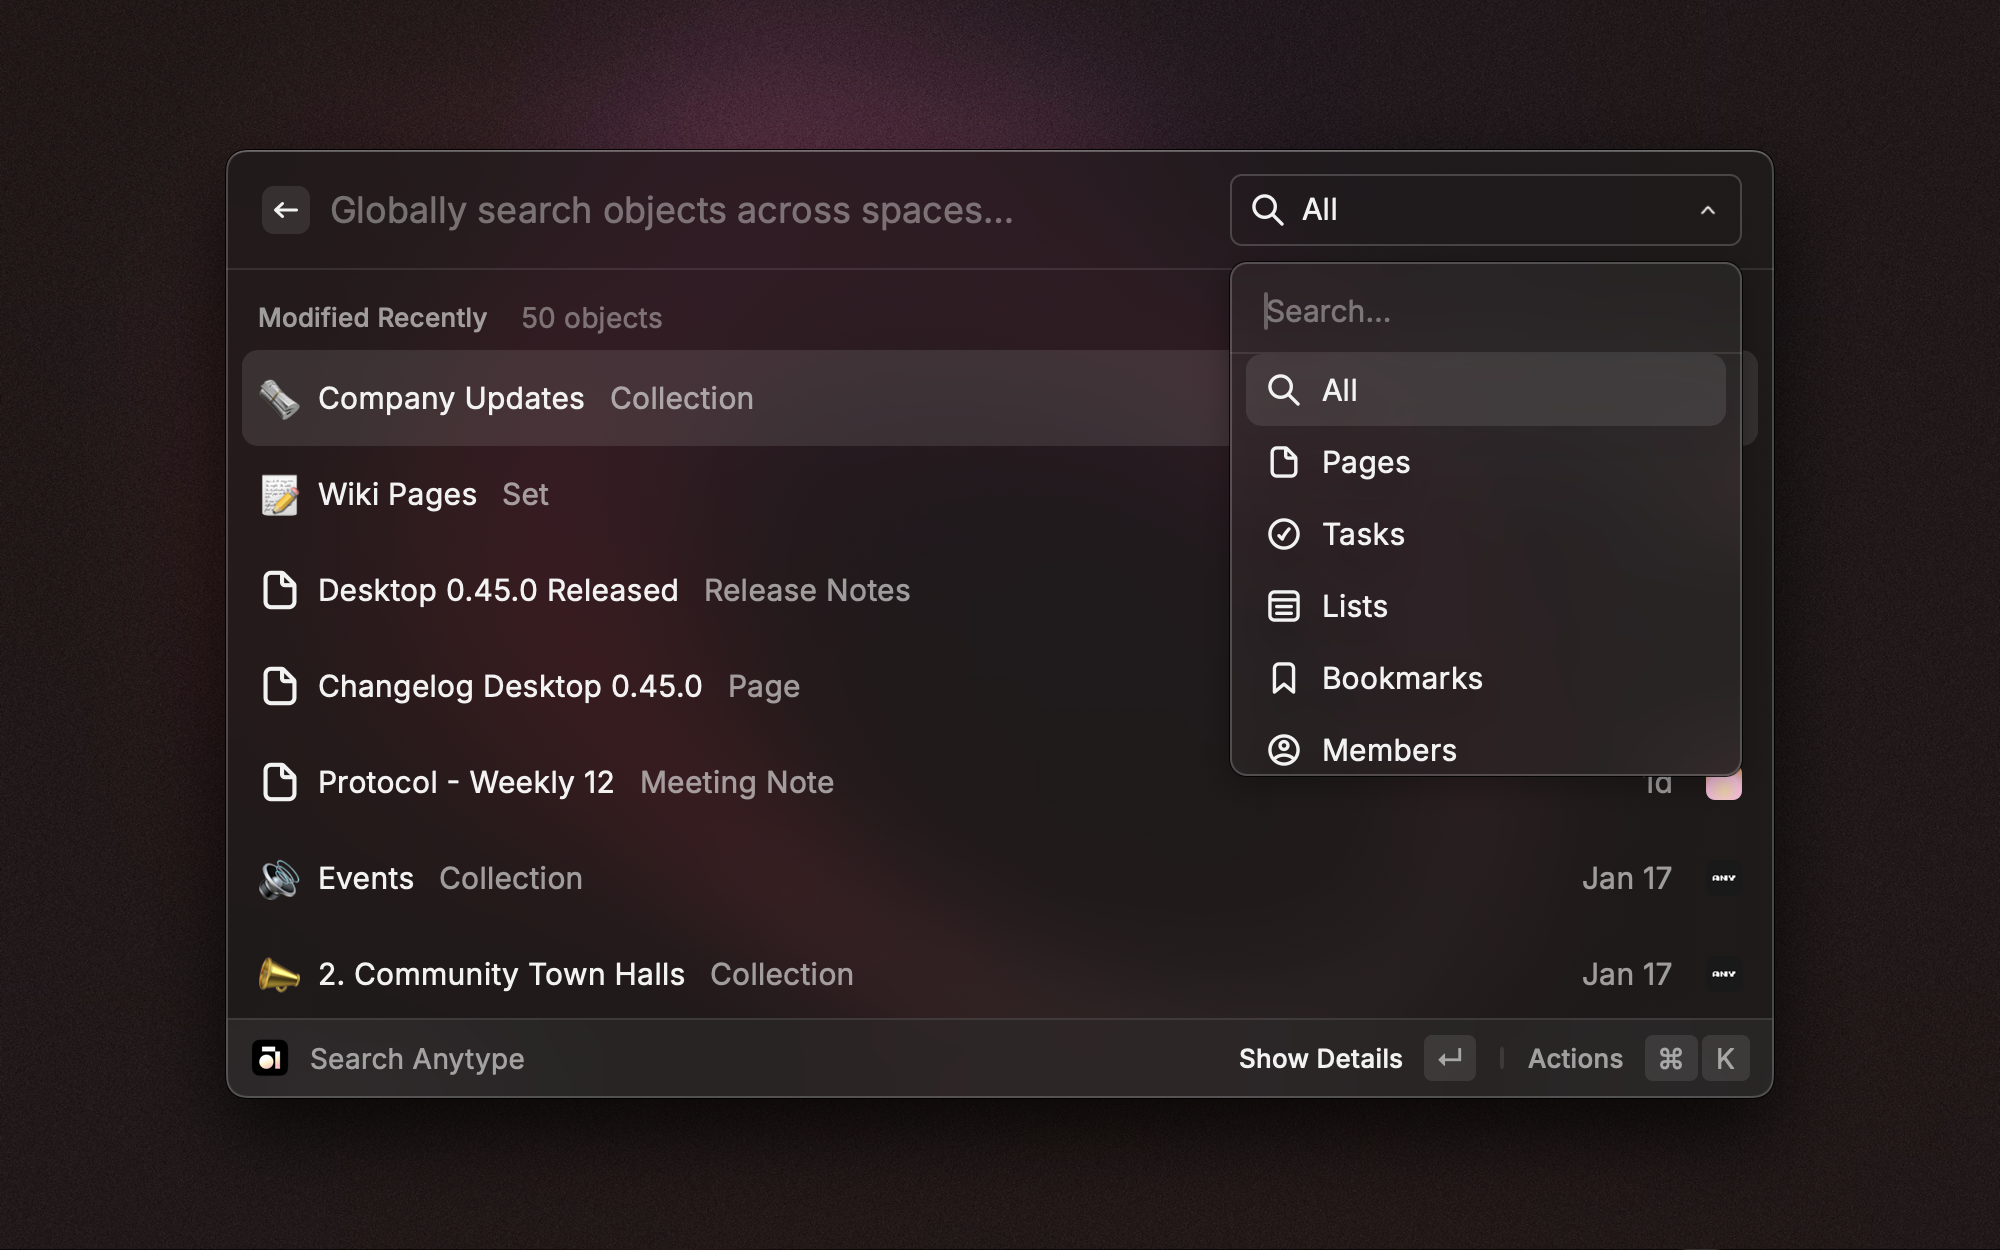 Globally search objects across spaces...
All
Search...
All
Pages
Tasks
Lists
Bookmarks
Members
Modified Recently 50 objects
Company Updates Collection
Wiki Pages Set
Desktop 0.45.0 Released Release Notes
Changelog Desktop 0.45.0 Page
Protocol - Weekly 12 Meeting Note 1d
Events Collection Jan 17 ANY
2. Community Town Halls Collection Jan 17 ANY
Search Anytype Show Details ↵ Actions ⌘ K